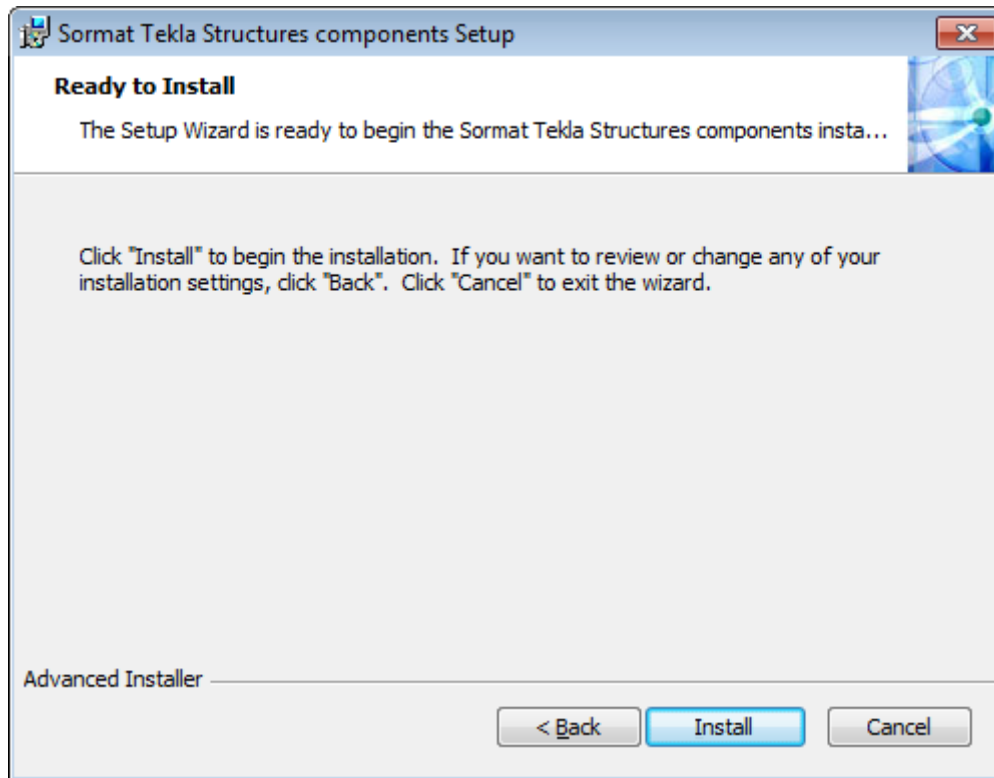 Sormat Tekla Structures components Setup
Ready to Install
The Setup Wizard is ready to begin the Sormat Tekla Structures components insta...
Click "Install" to begin the installation.  If you want to review or change any of your
installation settings, click "Back".  Click "Cancel" to exit the wizard.
Advanced Installer
< Back
Install
Cancel